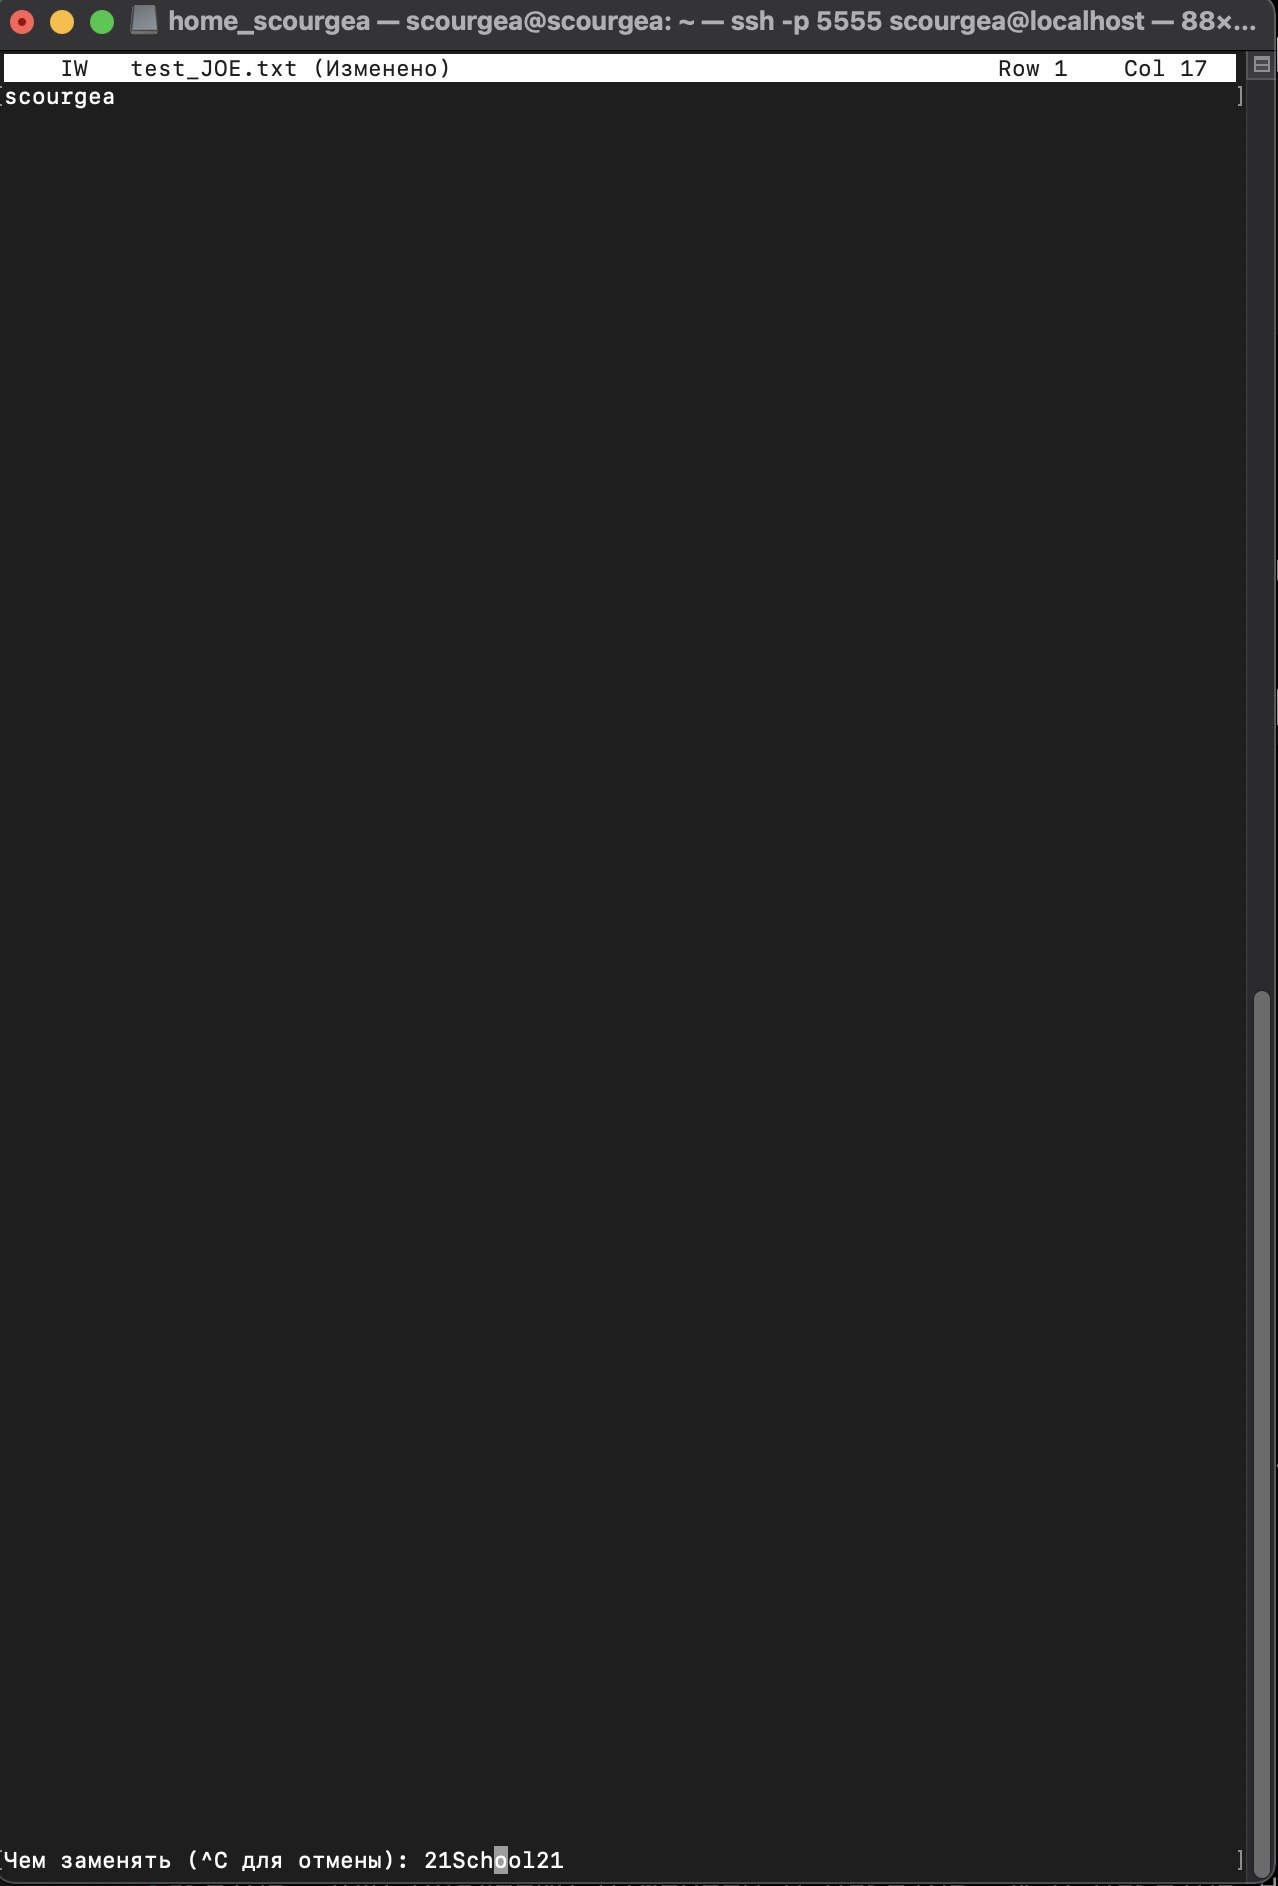 home_scourgea — scourgea@scourgea: ~ — ssh -p 5555 scourgea@localhost — 88×...
IW test_JOE.txt (Изменено) Row 1 Col 17
scourgea
Чем заменять (^C для отмены): 21School21